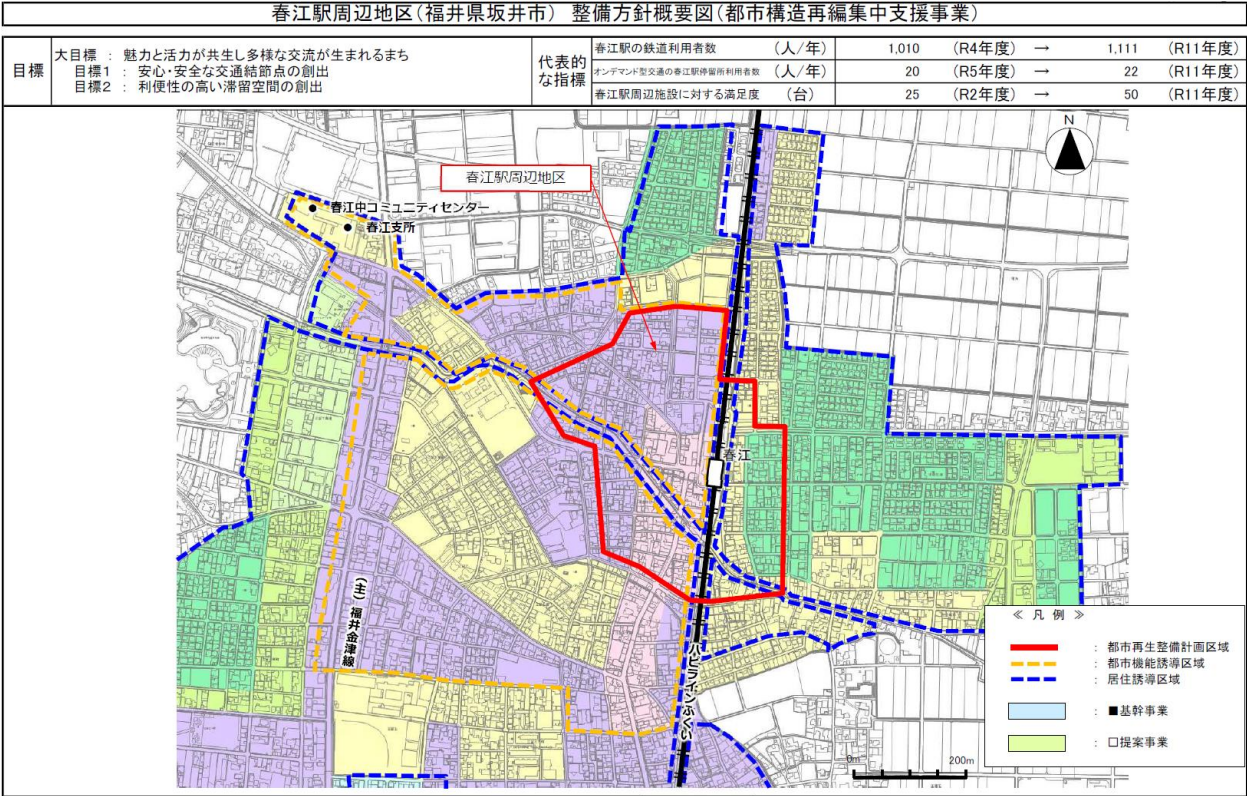 春江駅周辺地区(福井県坂井市) 整備方針概要図(都市構造再編集中支援事業)
目標
大目標 : 魅力と活力が共生し多様な交流が生まれるまち
目標1 : 安心・安全な交通結節点の創出
目標2 : 利便性の高い滞留空間の創出
代表的な指標
春江駅の鉄道利用者数 (人/年) 1,010 (R4年度) → 1,111 (R11年度)
オンデマンド型交通の春江駅停留所利用者数 (人/年) 20 (R5年度) → 22 (R11年度)
春江駅周辺施設に対する満足度 (台) 25 (R2年度) → 50 (R11年度)
N
春江駅周辺地区
春江中コミュニティセンター
春江支所
春江
(主)福井金津線
ハピラインふくい
≪ 凡 例 ≫
: 都市再生整備計画区域
: 都市機能誘導区域
: 居住誘導区域
: ■基幹事業
: □提案事業
0m 200m